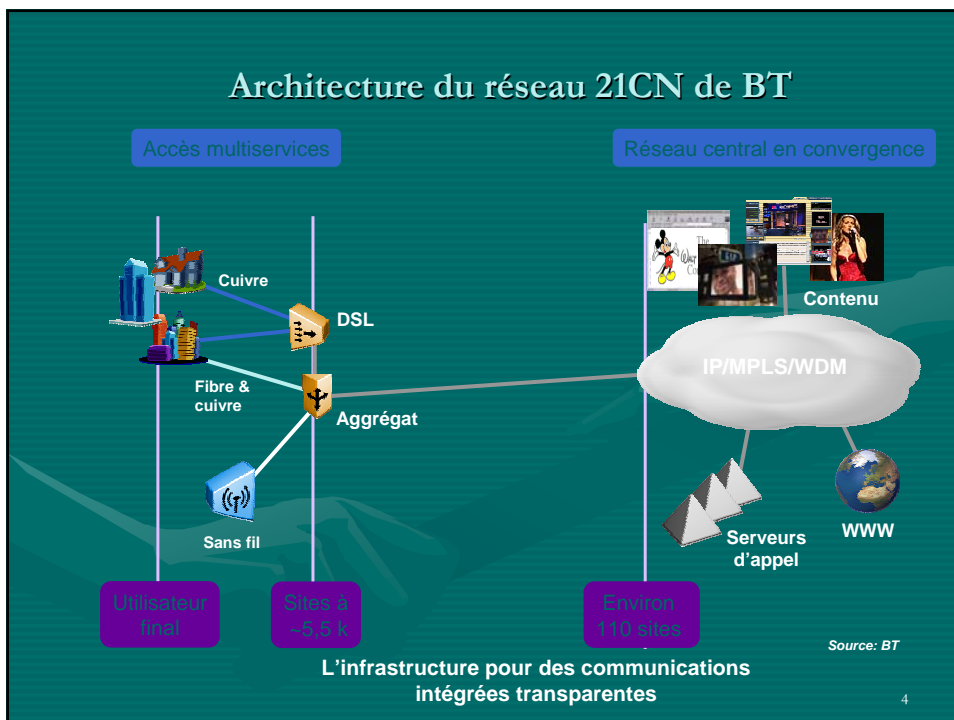 Architecture du réseau 21CN de BT
Accès multiservices
Réseau central en convergence
The
Cuivre
Contenu
DSL
IP/MPLS/WDM
Fibre &
cuivre
Aggrégat
Sans fil
Serveurs
d'appel
WWW
Utilisateur
final
Sites à
~5,5 k
Environ
110 sites
Source: BT
L'infrastructure pour des communications
intégrées transparentes
4